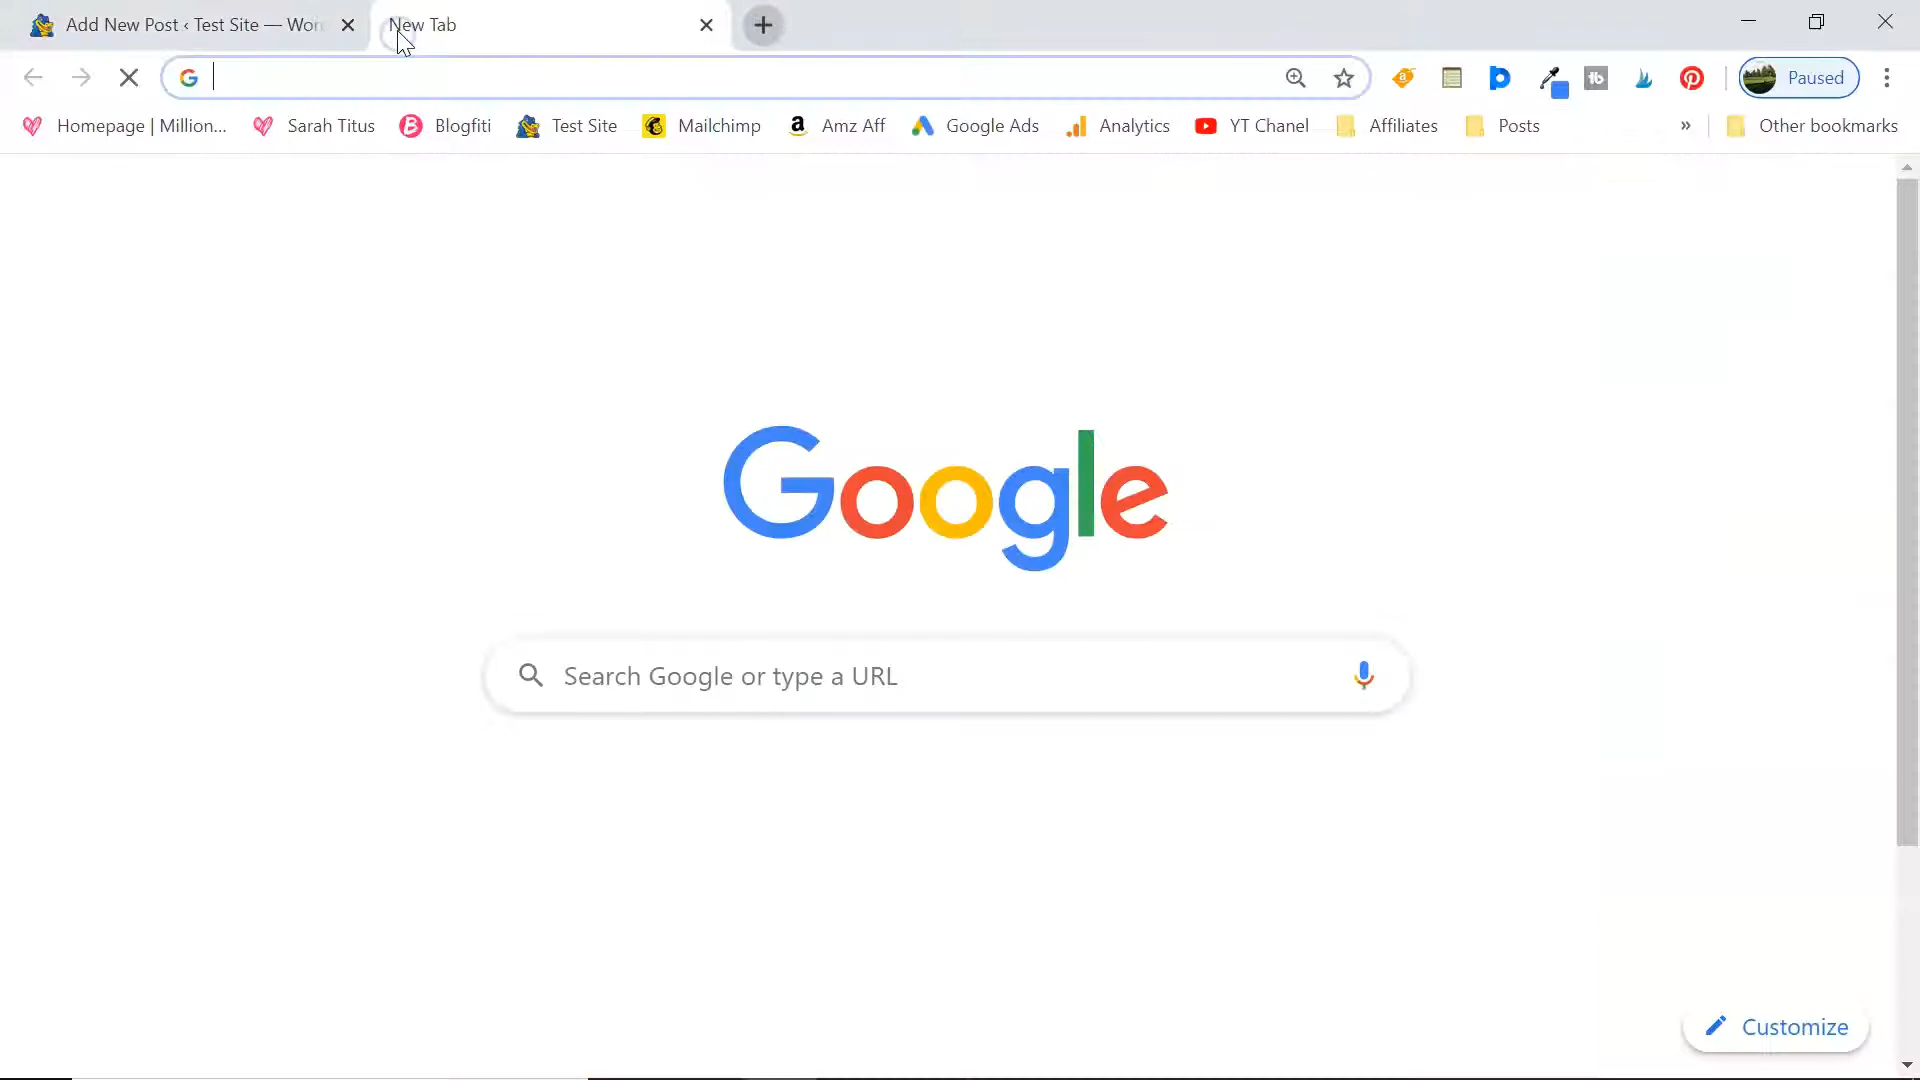 Add New Post ‹ Test Site — Wor
New Tab
Paused
Homepage | Million... Sarah Titus Blogfiti Test Site Mailchimp Amz Aff Google Ads Analytics YT Chanel Affiliates Posts » Other bookmarks
Google
Search Google or type a URL
Customize